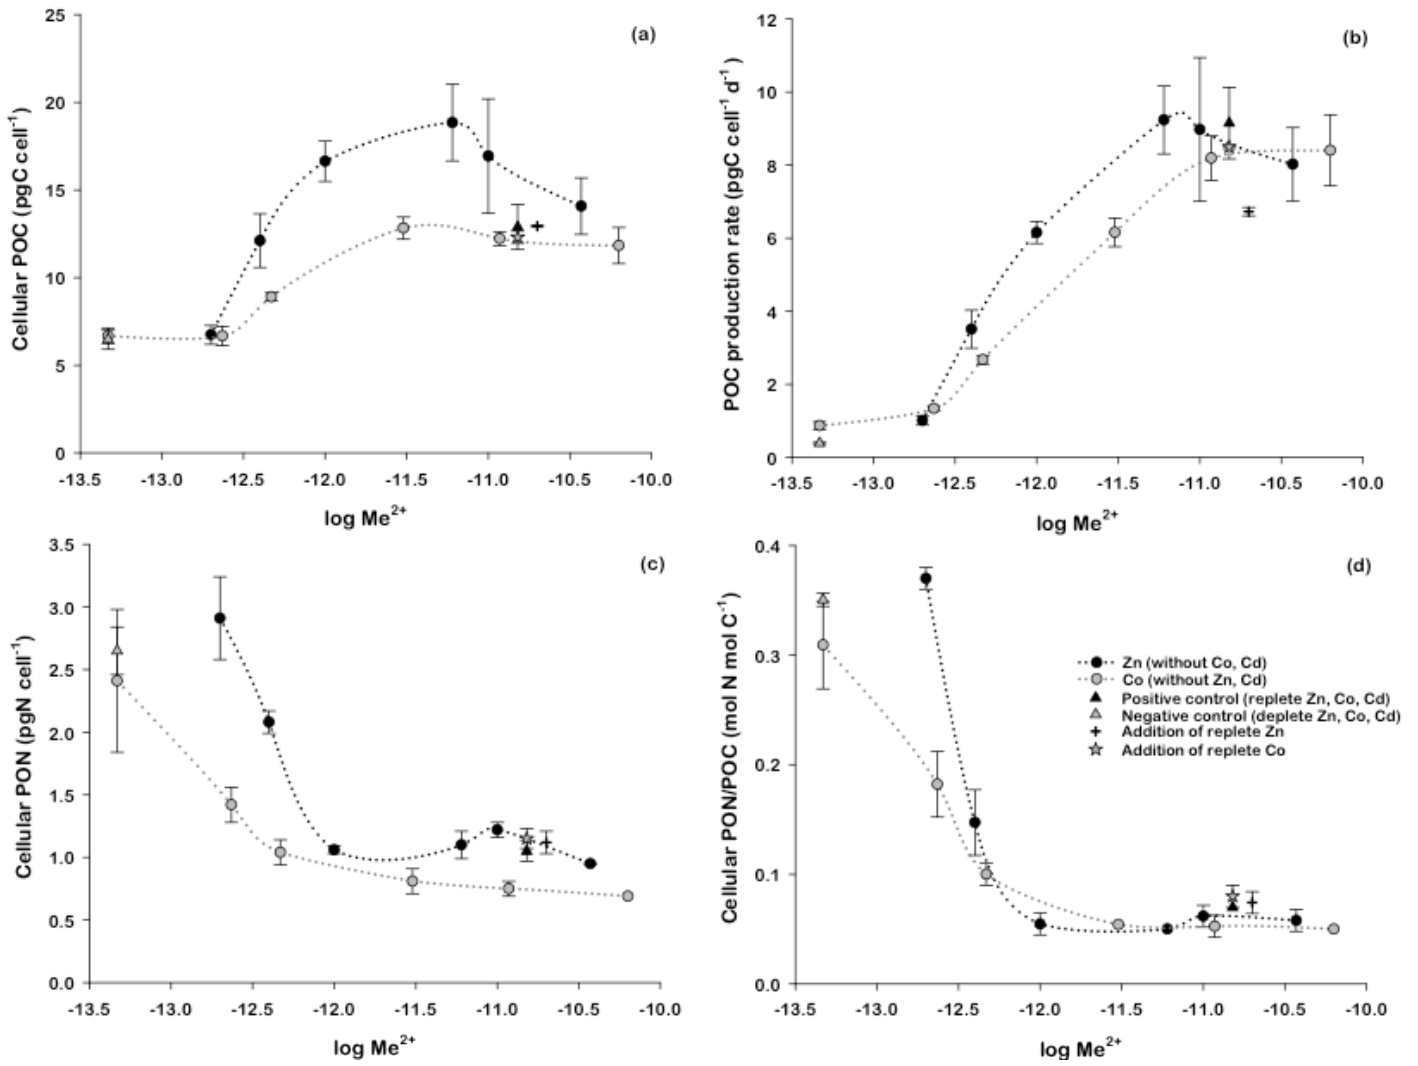 (a)
Cellular POC (pgC cell⁻¹)
25
20
15
10
5
0
-13.5 -13.0 -12.5 -12.0 -11.5 -11.0 -10.5 -10.0
log Me²⁺
(b)
POC production rate (pgC cell⁻¹ d⁻¹)
12
10
8
6
4
2
0
-13.5 -13.0 -12.5 -12.0 -11.5 -11.0 -10.5 -10.0
log Me²⁺
(c)
Cellular PON (pgN cell⁻¹)
3.5
3.0
2.5
2.0
1.5
1.0
0.5
0.0
-13.5 -13.0 -12.5 -12.0 -11.5 -11.0 -10.5 -10.0
log Me²⁺
(d)
Cellular PON/POC (mol N mol C⁻¹)
0.4
0.3
0.2
0.1
0.0
Zn (without Co, Cd)
Co (without Zn, Cd)
Positive control (replete Zn, Co, Cd)
Negative control (deplete Zn, Co, Cd)
Addition of replete Zn
Addition of replete Co
-13.5 -13.0 -12.5 -12.0 -11.5 -11.0 -10.5 -10.0
log Me²⁺